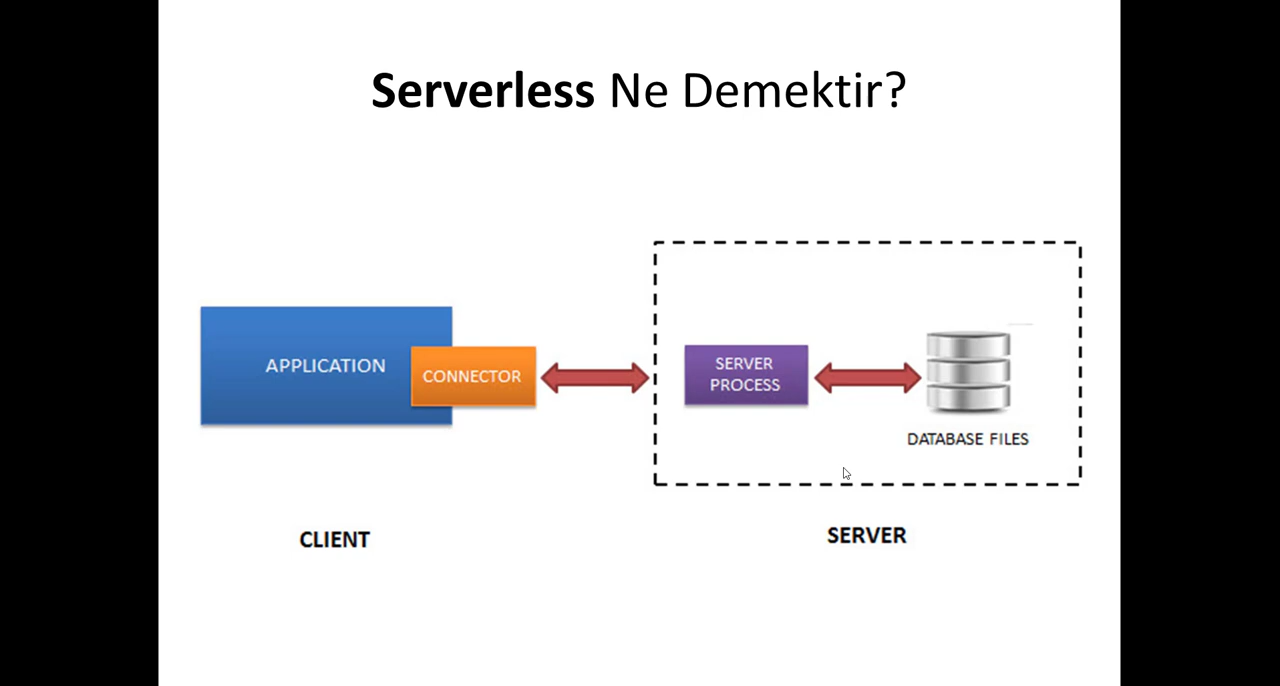 Serverless Ne Demektir?
APPLICATION
CONNECTOR
SERVER
PROCESS
DATABASE FILES
CLIENT
SERVER